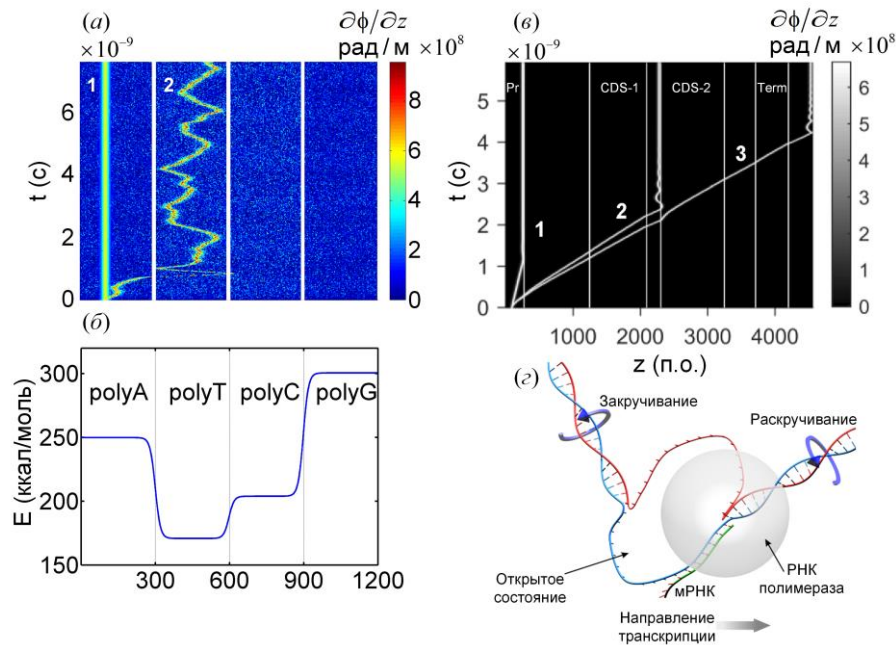 (а)
× 10⁻⁹
∂ϕ/∂z
рад / м × 10⁸
1
2
t (с)
6
4
2
0
8
6
4
2
0
(в)
× 10⁻⁹
∂ϕ/∂z
рад / м × 10⁸
Pr
CDS-1
CDS-2
Term
1
2
3
t (с)
5
4
3
2
1
0
6
5
4
3
2
1
0
1000
2000
3000
4000
z (п.о.)
(б)
E (ккал/моль)
300
250
200
150
polyA
polyT
polyC
polyG
300
600
900
1200
(г)
Закручивание
Раскручивание
Открытое
состояние
мРНК
РНК
полимераза
Направление
транскрипции